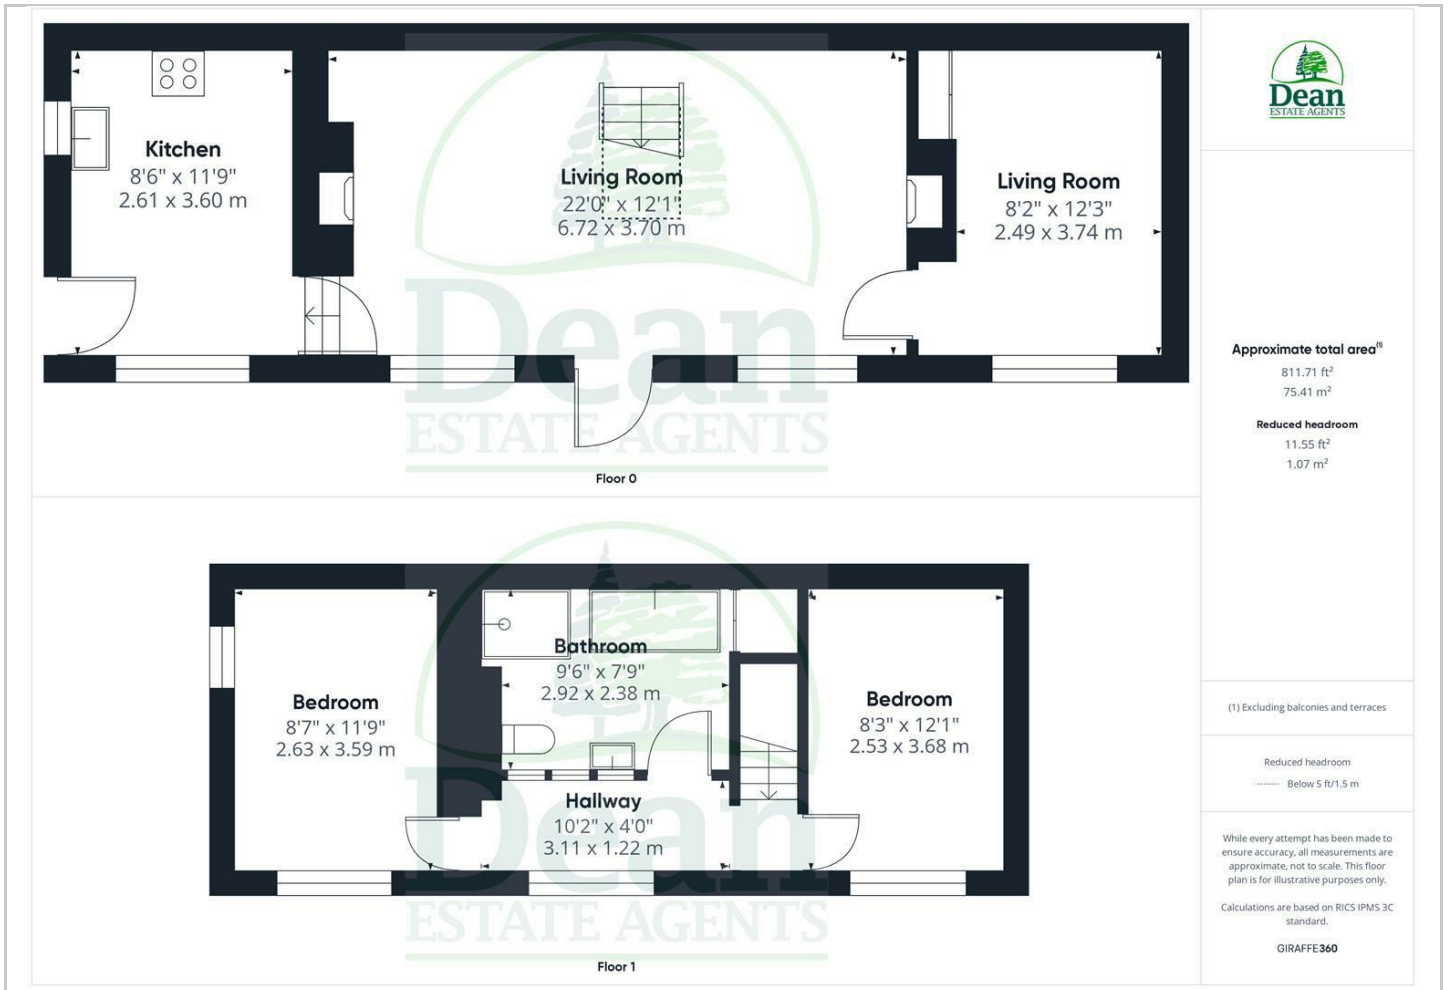 Kitchen
8'6" x 11'9"
2.61 x 3.60 m
Living Room
22'0" x 12'1"
6.72 x 3.70 m
Living Room
8'2" x 12'3"
2.49 x 3.74 m
Dean
ESTATE AGENTS
Floor 0
Bedroom
8'7" x 11'9"
2.63 x 3.59 m
Bathroom
9'6" x 7'9"
2.92 x 2.38 m
Bedroom
8'3" x 12'1"
2.53 x 3.68 m
Hallway
10'2" x 4'0"
3.11 x 1.22 m
Dean
ESTATE AGENTS
Floor 1
Dean
ESTATE AGENTS
Approximate total area(1)
811.71 ft²
75.41 m²
Reduced headroom
11.55 ft²
1.07 m²
(1) Excluding balconies and terraces
Reduced headroom
Below 5 ft/1.5 m
While every attempt has been made to
ensure accuracy, all measurements are
approximate, not to scale. This floor
plan is for illustrative purposes only.
Calculations are based on RICS IPMS 3C
standard.
GIRAFFE360